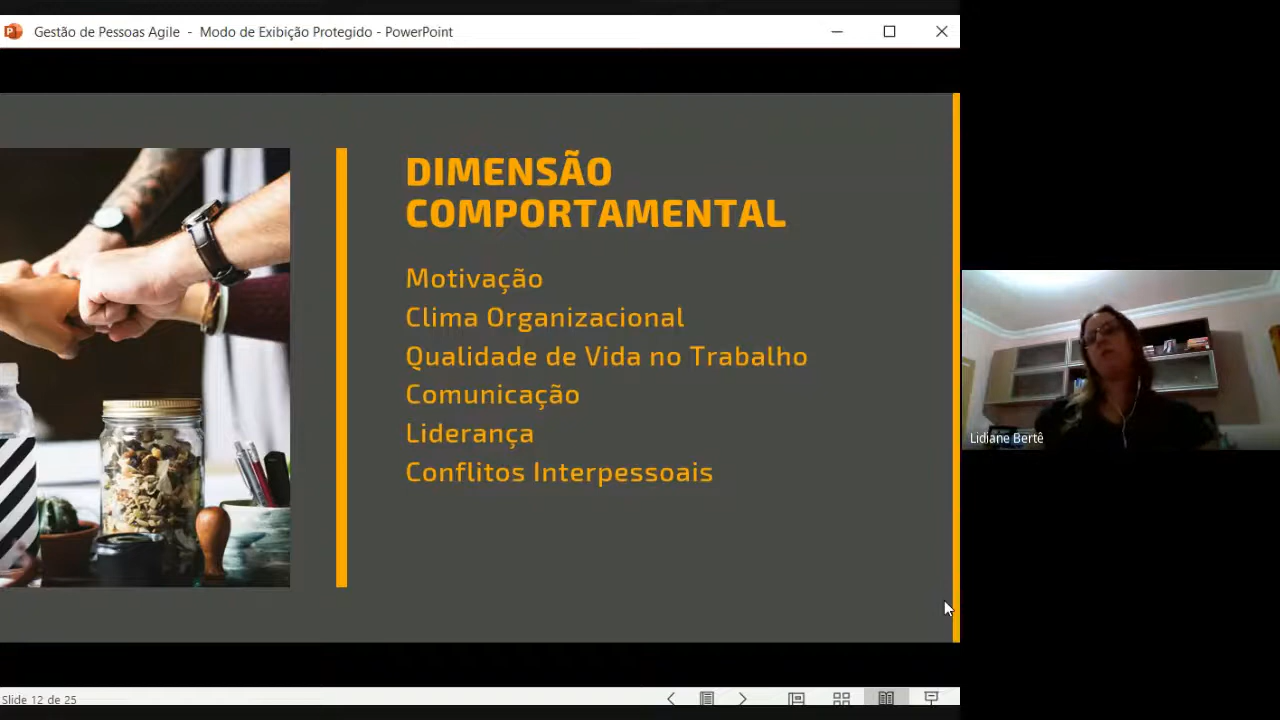 Gestão de Pessoas Agile - Modo de Exibição Protegido - PowerPoint
DIMENSÃO
COMPORTAMENTAL
Motivação
Clima Organizacional
Qualidade de Vida no Trabalho
Comunicação
Liderança
Conflitos Interpessoais
Lidiane Bertê
Slide 12 de 25